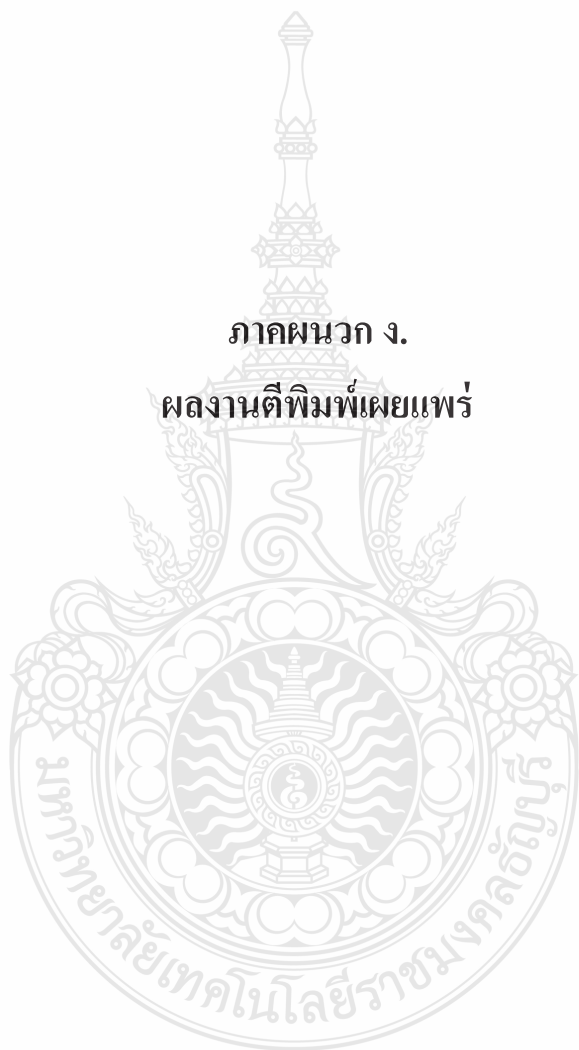 ภาคผนวก ง.
ผลงานตีพิมพ์เผยแพร่
มหาวิทยาลัยเทคโนโลยีราชมงคลธัญบุรี